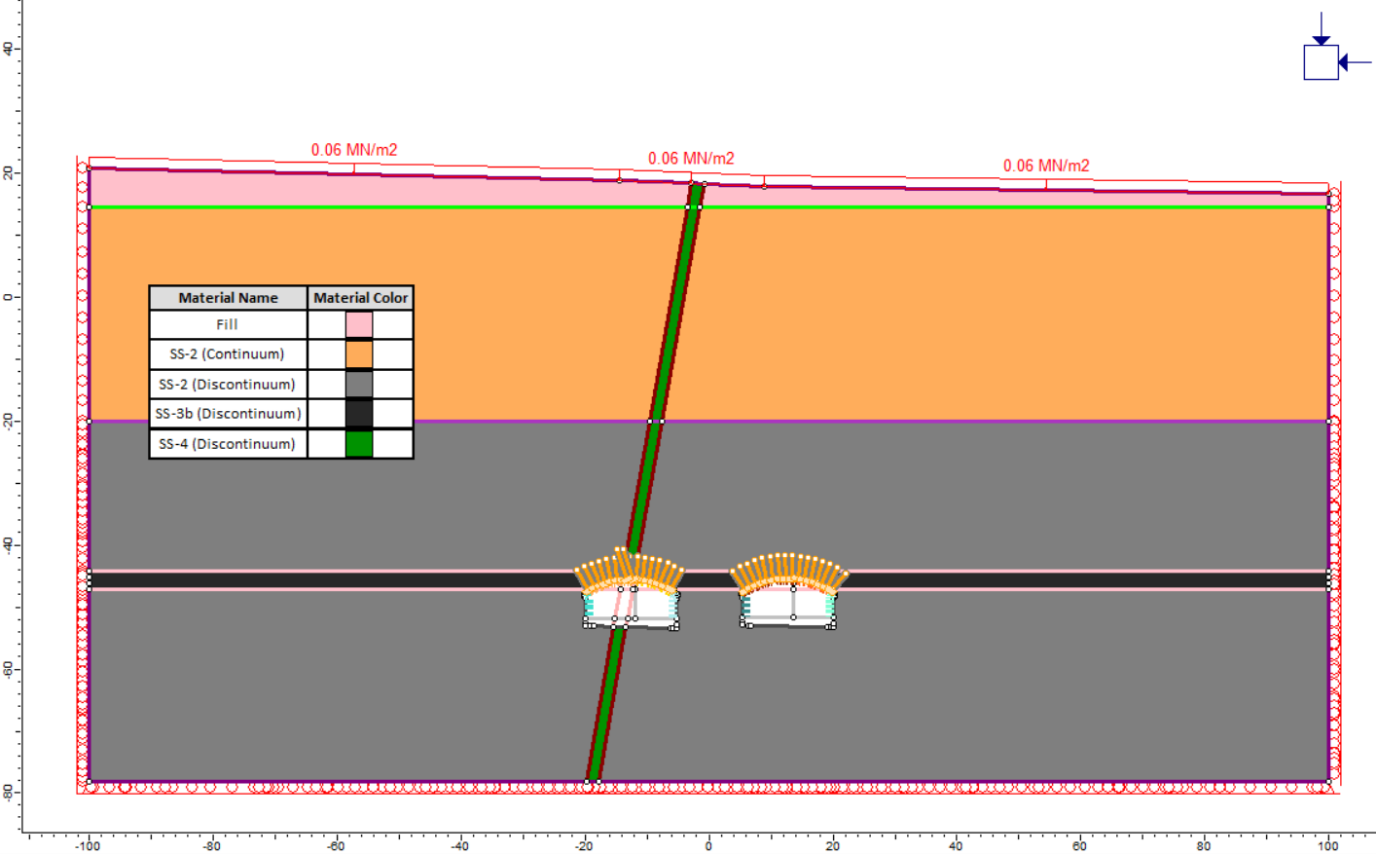 40
0.06 MN/m2
0.06 MN/m2
0.06 MN/m2
20
Material Name Material Color
Fill
0
SS-2 (Continuum)
SS-2 (Discontinuum)
SS-3b (Discontinuum)
-20
SS-4 (Discontinuum)
-40
-60
-80
-100 -80 -60 -40 -20 0 20 40 60 80 100